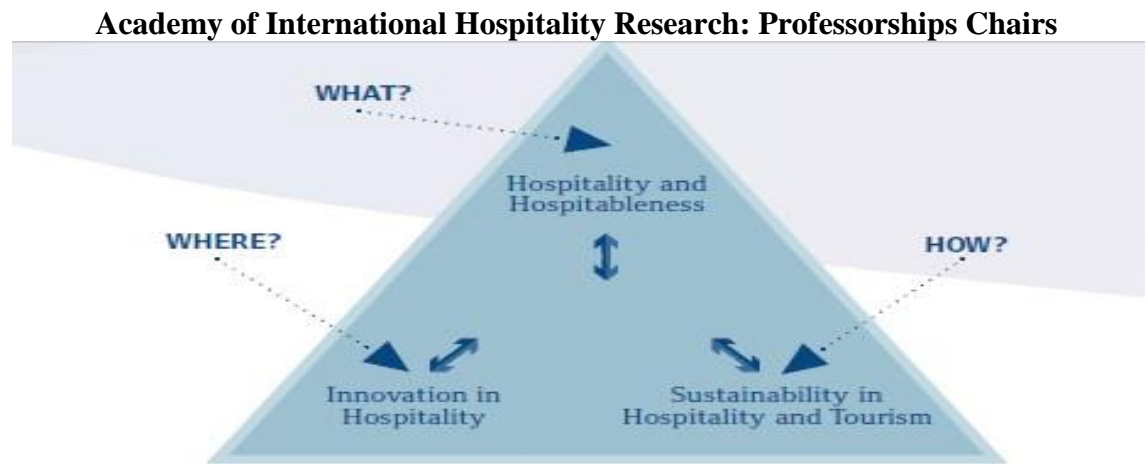 Academy of International Hospitality Research: Professorships Chairs
WHAT?
Hospitality and
Hospitableness
WHERE?
HOW?
Innovation in
Hospitality
Sustainability in
Hospitality and Tourism